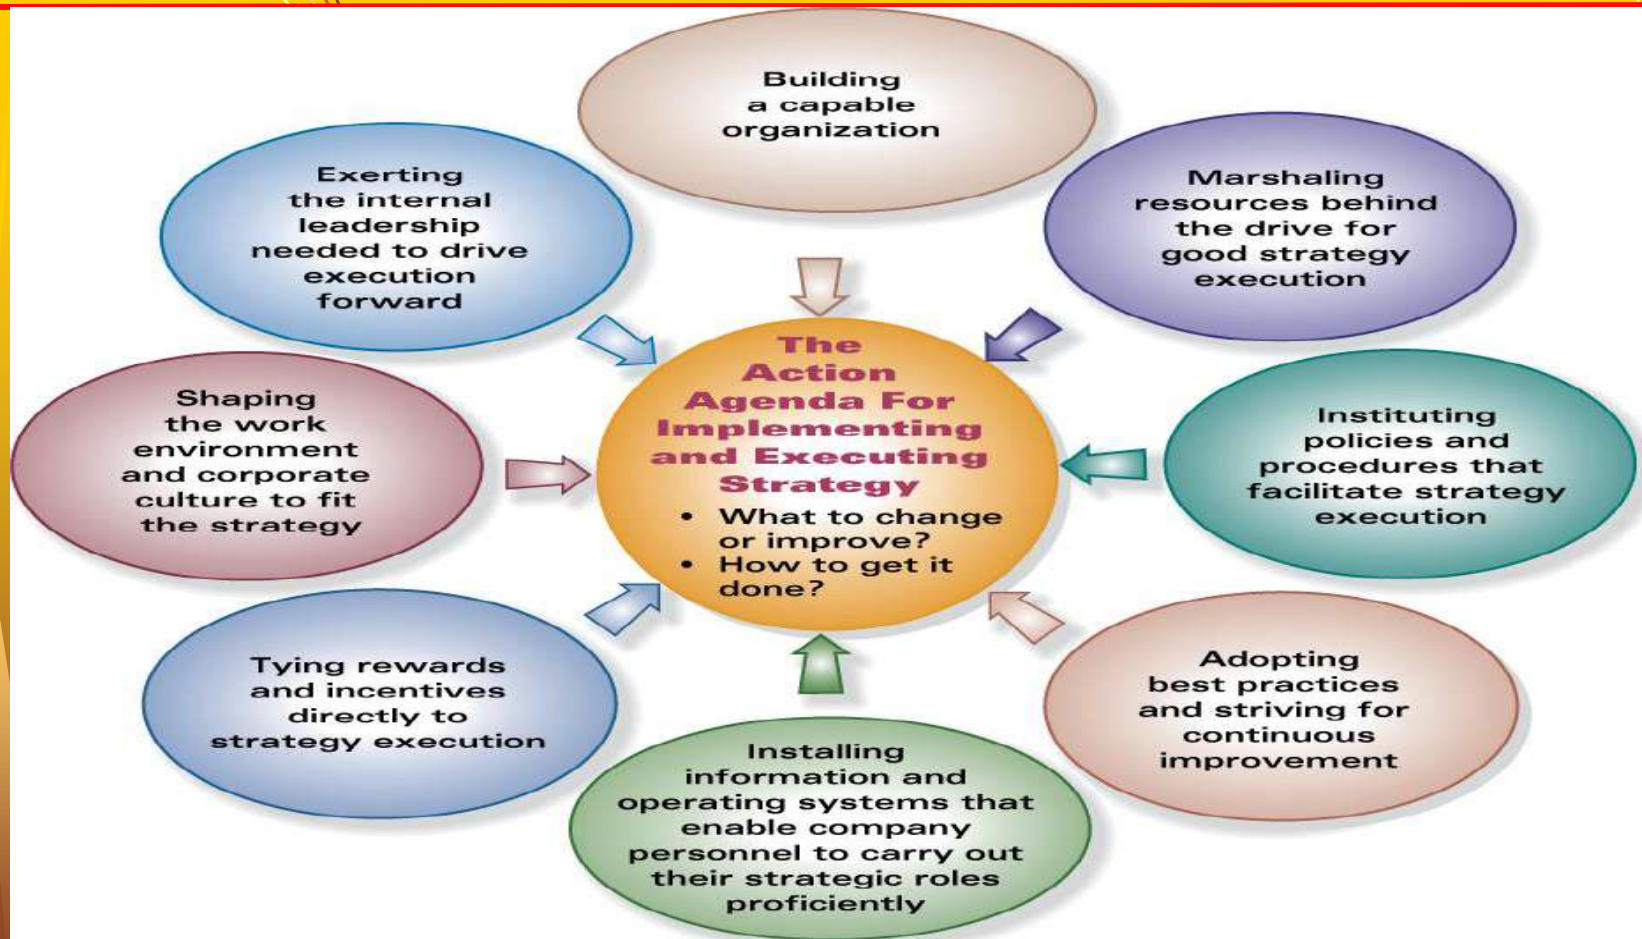 Building
a capable
organization
Marshaling
resources behind
the drive for
good strategy
execution
Instituting
policies and
procedures that
facilitate strategy
execution
Adopting
best practices
and striving for
continuous
improvement
Installing
information and
operating systems that
enable company
personnel to carry out
their strategic roles
proficiently
Tying rewards
and incentives
directly to
strategy execution
Shaping
the work
environment
and corporate
culture to fit
the strategy
Exerting
the internal
leadership
needed to drive
execution
forward
The
Action
Agenda For
Implementing
and Executing
Strategy
• What to change
or improve?
• How to get it
done?